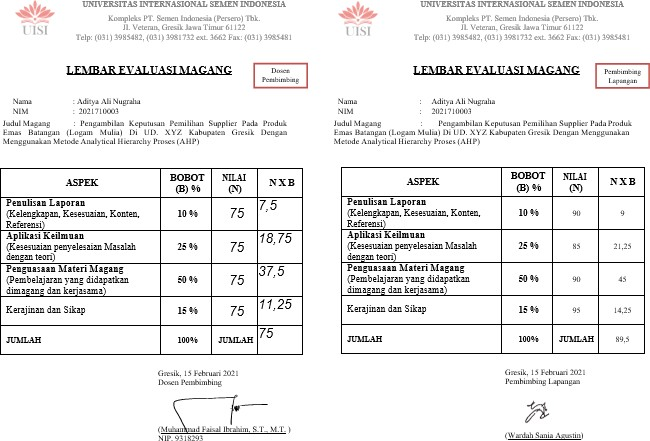 UNIVERSITAS INTERNASIONAL SEMEN INDONESIA
Kompleks PT. Semen Indonesia (Persero) Tbk.
Jl. Veteran, Gresik Jawa Timur 61122
Telp: (031) 3985482, (031) 3981732 ext. 3662 Fax: (031) 3985481
UISI
LEMBAR EVALUASI MAGANG
Dosen
Pembimbing
Nama : Aditya Ali Nugraha
NIM : 2021710003
Judul Magang : Pengambilan Keputusan Pemilihan Supplier Pada Produk
Emas Batangan (Logam Mulia) Di UD. XYZ Kabupaten Gresik Dengan
Menggunakan Metode Analytical Hierarchy Proses (AHP)
ASPEK BOBOT (B) % NILAI (N) N X B
Penulisan Laporan
(Kelengkapan, Kesesuaian, Konten,
Referensi) 10 % 75 7,5
Aplikasi Keilmuan
(Kesesuaian penyelesaian Masalah
dengan teori) 25 % 75 18,75
Penguasaan Materi Magang
(Pembelajaran yang didapatkan
dimagang dan kerjasama) 50 % 75 37,5
Kerajinan dan Sikap 15 % 75 11,25
JUMLAH 100% JUMLAH 75
Gresik, 15 Februari 2021
Dosen Pembimbing
(Muhammad Faisal Ibrahim, S.T., M.T. )
NIP. 9318293
UNIVERSITAS INTERNASIONAL SEMEN INDONESIA
Kompleks PT. Semen Indonesia (Persero) Tbk.
Jl. Veteran, Gresik Jawa Timur 61122
Telp: (031) 3985482, (031) 3981732 ext. 3662 Fax: (031) 3985481
UISI
LEMBAR EVALUASI MAGANG
Pembimbing
Lapangan
Nama : Aditya Ali Nugraha
NIM : 2021710003
Judul Magang : Pengambilan Keputusan Pemilihan Supplier Pada Produk
Emas Batangan (Logam Mulia) Di UD. XYZ Kabupaten Gresik Dengan Menggunakan
Metode Analytical Hierarchy Proses (AHP)
ASPEK BOBOT (B) % NILAI (N) N X B
Penulisan Laporan
(Kelengkapan, Kesesuaian, Konten,
Referensi) 10 % 90 9
Aplikasi Keilmuan
(Kesesuaian penyelesaian Masalah
dengan teori) 25 % 85 21,25
Penguasaan Materi Magang
(Pembelajaran yang didapatkan
dimagang dan kerjasama) 50 % 90 45
Kerajinan dan Sikap 15 % 95 14,25
JUMLAH 100% JUMLAH 89,5
Gresik, 15 Februari 2021
Pembimbing Lapangan
(Wardah Sania Agustin)